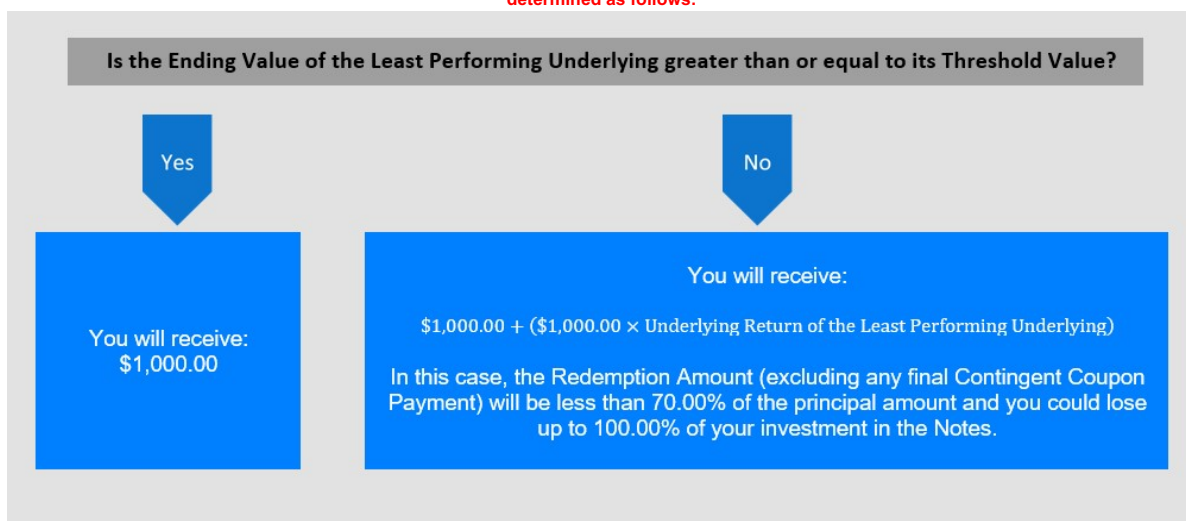 determined as follows:
Is the Ending Value of the Least Performing Underlying greater than or equal to its Threshold Value?
Yes
No
You will receive:
$1,000.00
You will receive:
$1,000.00 + ($1,000.00 × Underlying Return of the Least Performing Underlying)
In this case, the Redemption Amount (excluding any final Contingent Coupon
Payment) will be less than 70.00% of the principal amount and you could lose
up to 100.00% of your investment in the Notes.